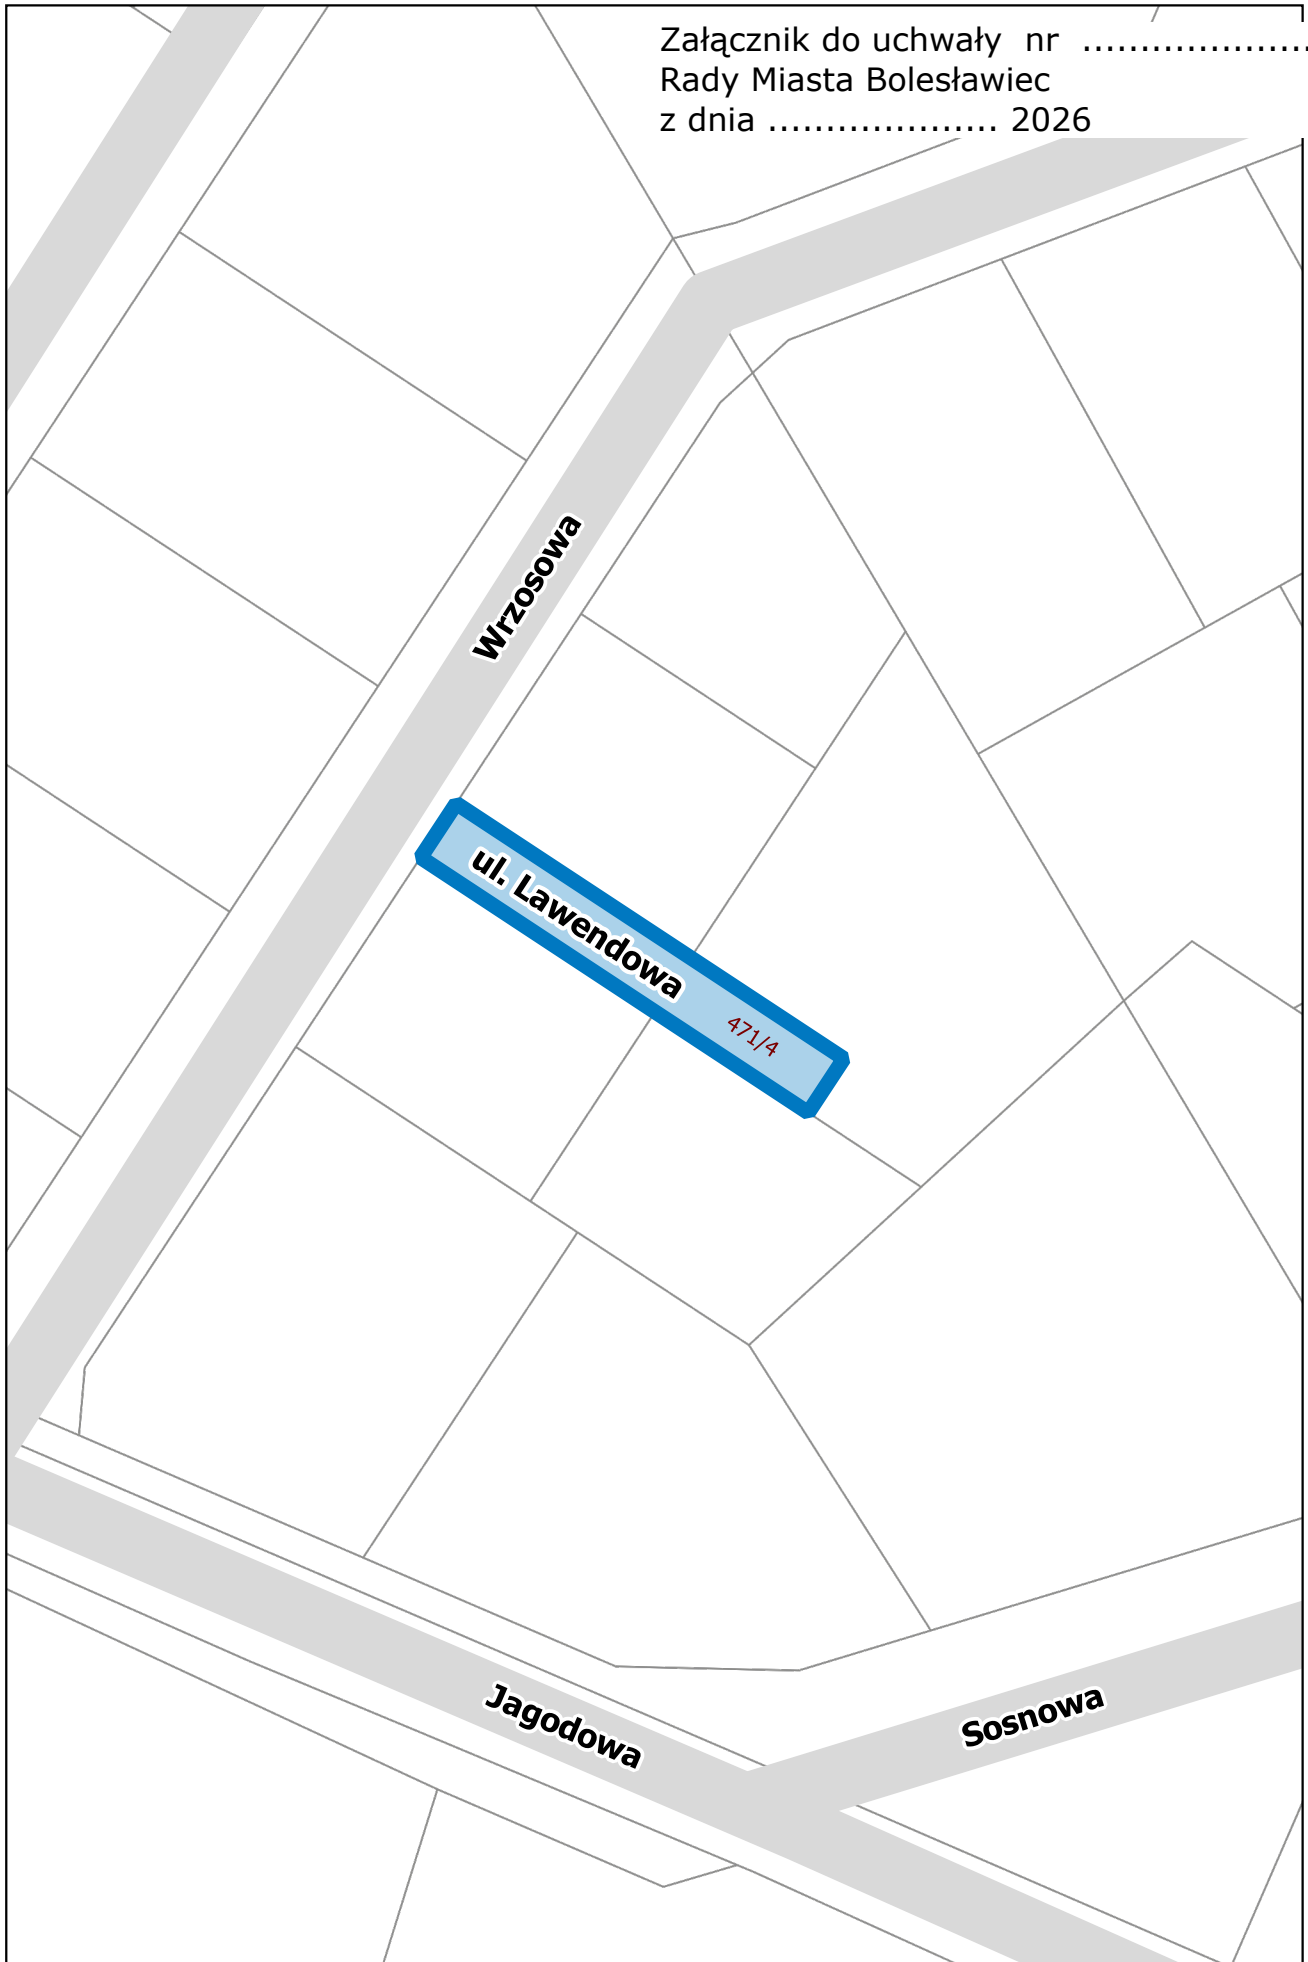 Załącznik do uchwały nr ....................
Rady Miasta Bolesławiec
z dnia .................... 2026
Wrzosowa
ul. Lawendowa
471/4
Jagodowa
Sosnowa